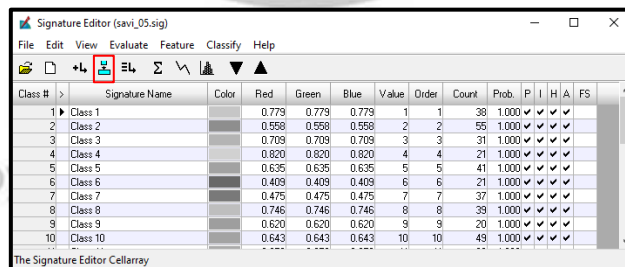 Signature Editor (savi_05.sig)
File Edit View Evaluate Feature Classify Help
Class # > Signature Name Color Red Green Blue Value Order Count Prob. P I H A FS
1 Class 1 0.779 0.779 0.779 1 1 38 1.000
2 Class 2 0.558 0.558 0.558 2 2 55 1.000
3 Class 3 0.709 0.709 0.709 3 3 31 1.000
4 Class 4 0.820 0.820 0.820 4 4 21 1.000
5 Class 5 0.635 0.635 0.635 5 5 41 1.000
6 Class 6 0.409 0.409 0.409 6 6 21 1.000
7 Class 7 0.475 0.475 0.475 7 7 37 1.000
8 Class 8 0.746 0.746 0.746 8 8 39 1.000
9 Class 9 0.620 0.620 0.620 9 9 20 1.000
10 Class 10 0.643 0.643 0.643 10 10 49 1.000
The Signature Editor Cellarray